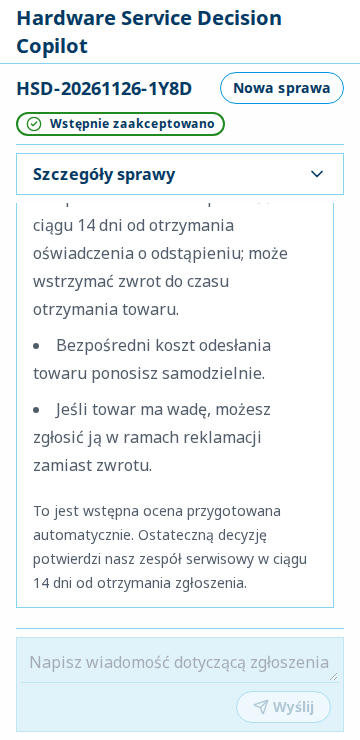 Hardware Service Decision
Copilot
HSD-20261126-1Y8D
Nowa sprawa
Wstępnie zaakceptowano
Szczegóły sprawy
ciągu 14 dni od otrzymania
oświadczenia o odstąpieniu; może
wstrzymać zwrot do czasu
otrzymania towaru.
• Bezpośredni koszt odesłania
towaru ponosisz samodzielnie.
• Jeśli towar ma wadę, możesz
zgłosić ją w ramach reklamacji
zamiast zwrotu.
To jest wstępna ocena przygotowana
automatycznie. Ostateczną decyzję
potwierdzi nasz zespół serwisowy w ciągu
14 dni od otrzymania zgłoszenia.
Napisz wiadomość dotyczącą zgłoszenia
Wyślij